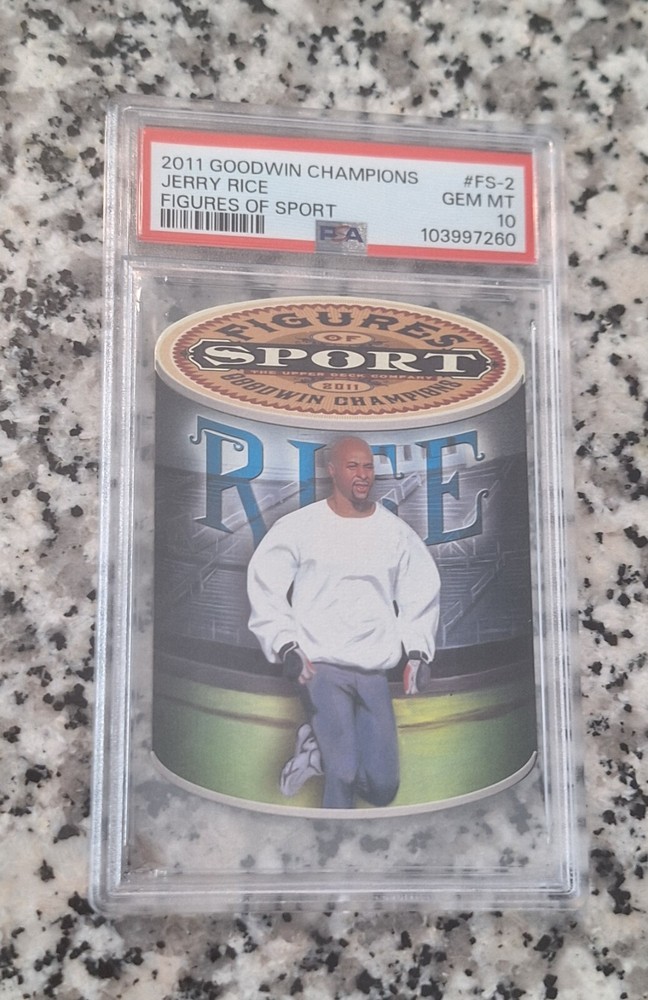 2011 GOODWIN CHAMPIONS #FS-2
JERRY RICE GEM MT
FIGURES OF SPORT 10
PSA 103997260
FIGURES
OF
SPORT
THE UPPER DECK COMPANY
2011
GOODWIN CHAMPIONS
RICE